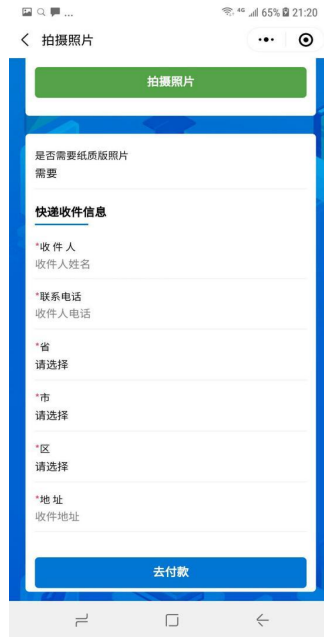 ... 4G 65% 21:20
拍摄照片
拍摄照片
是否需要纸质版照片
需要
快递收件信息
*收 件 人
收件人姓名
*联系电话
收件人电话
*省
请选择
*市
请选择
*区
请选择
*地 址
收件地址
去付款